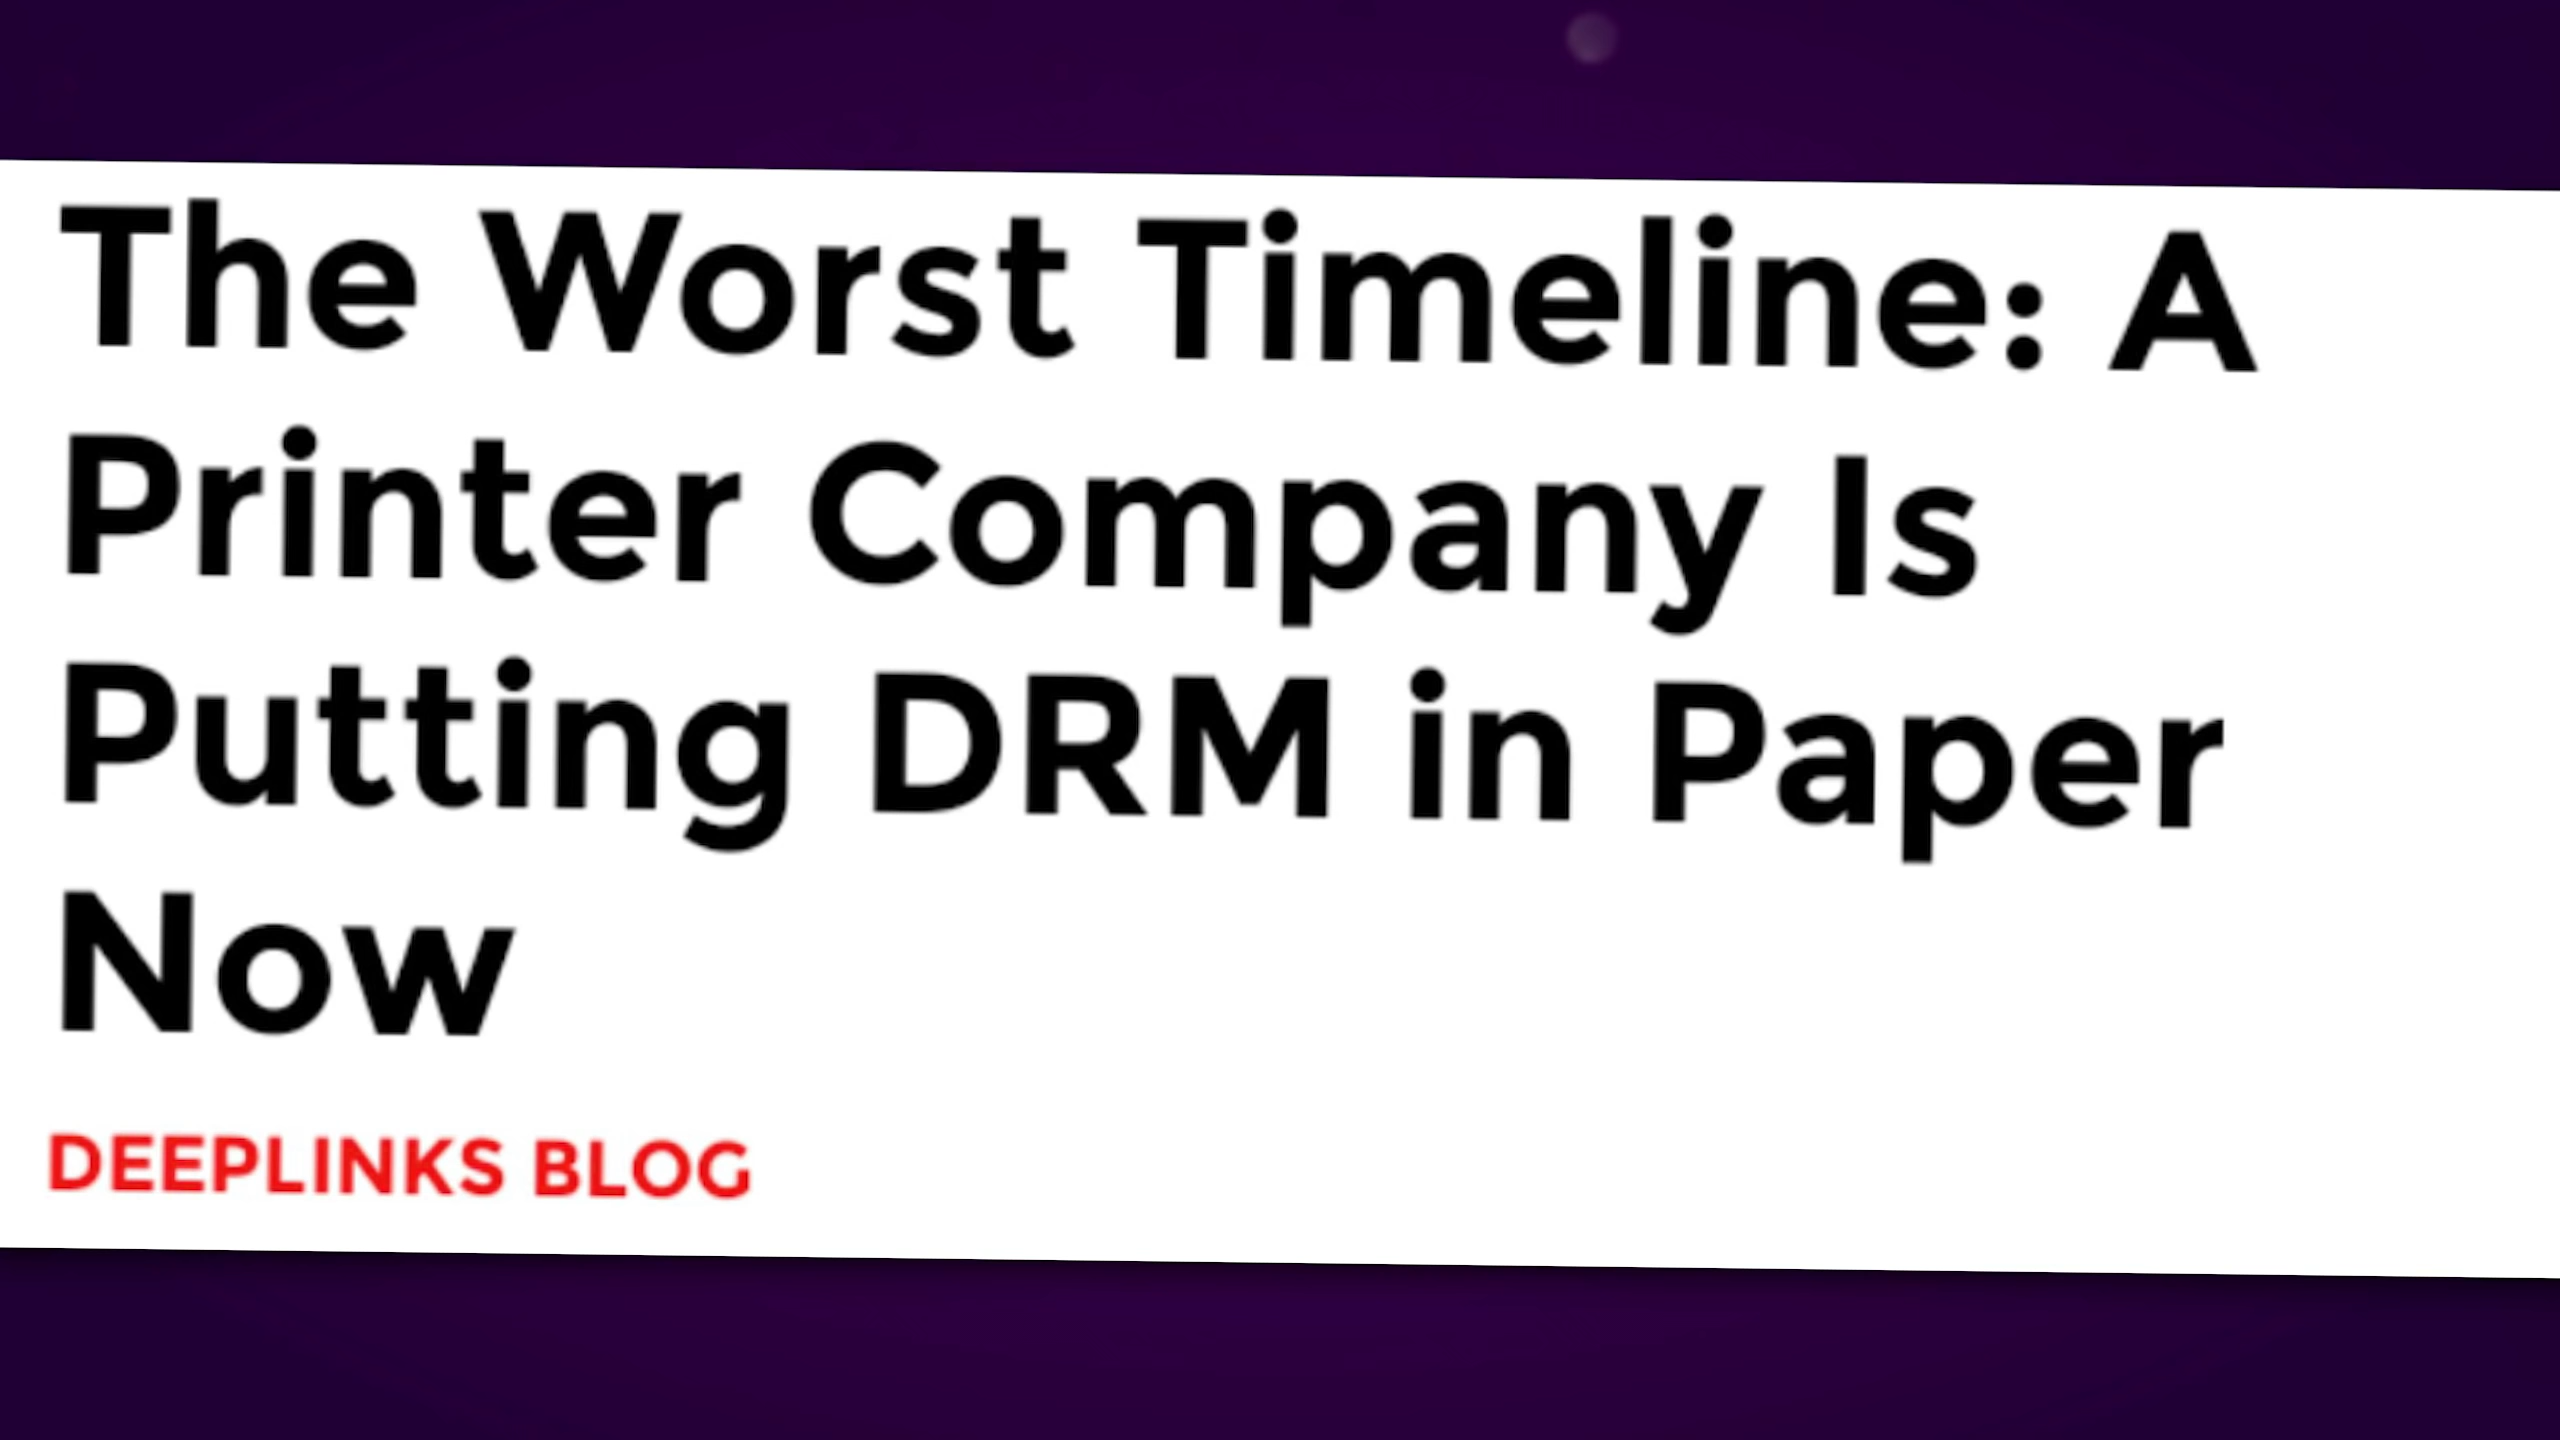 The Worst Timeline: A
Printer Company Is
Putting DRM in Paper
Now
DEEPLINKS BLOG